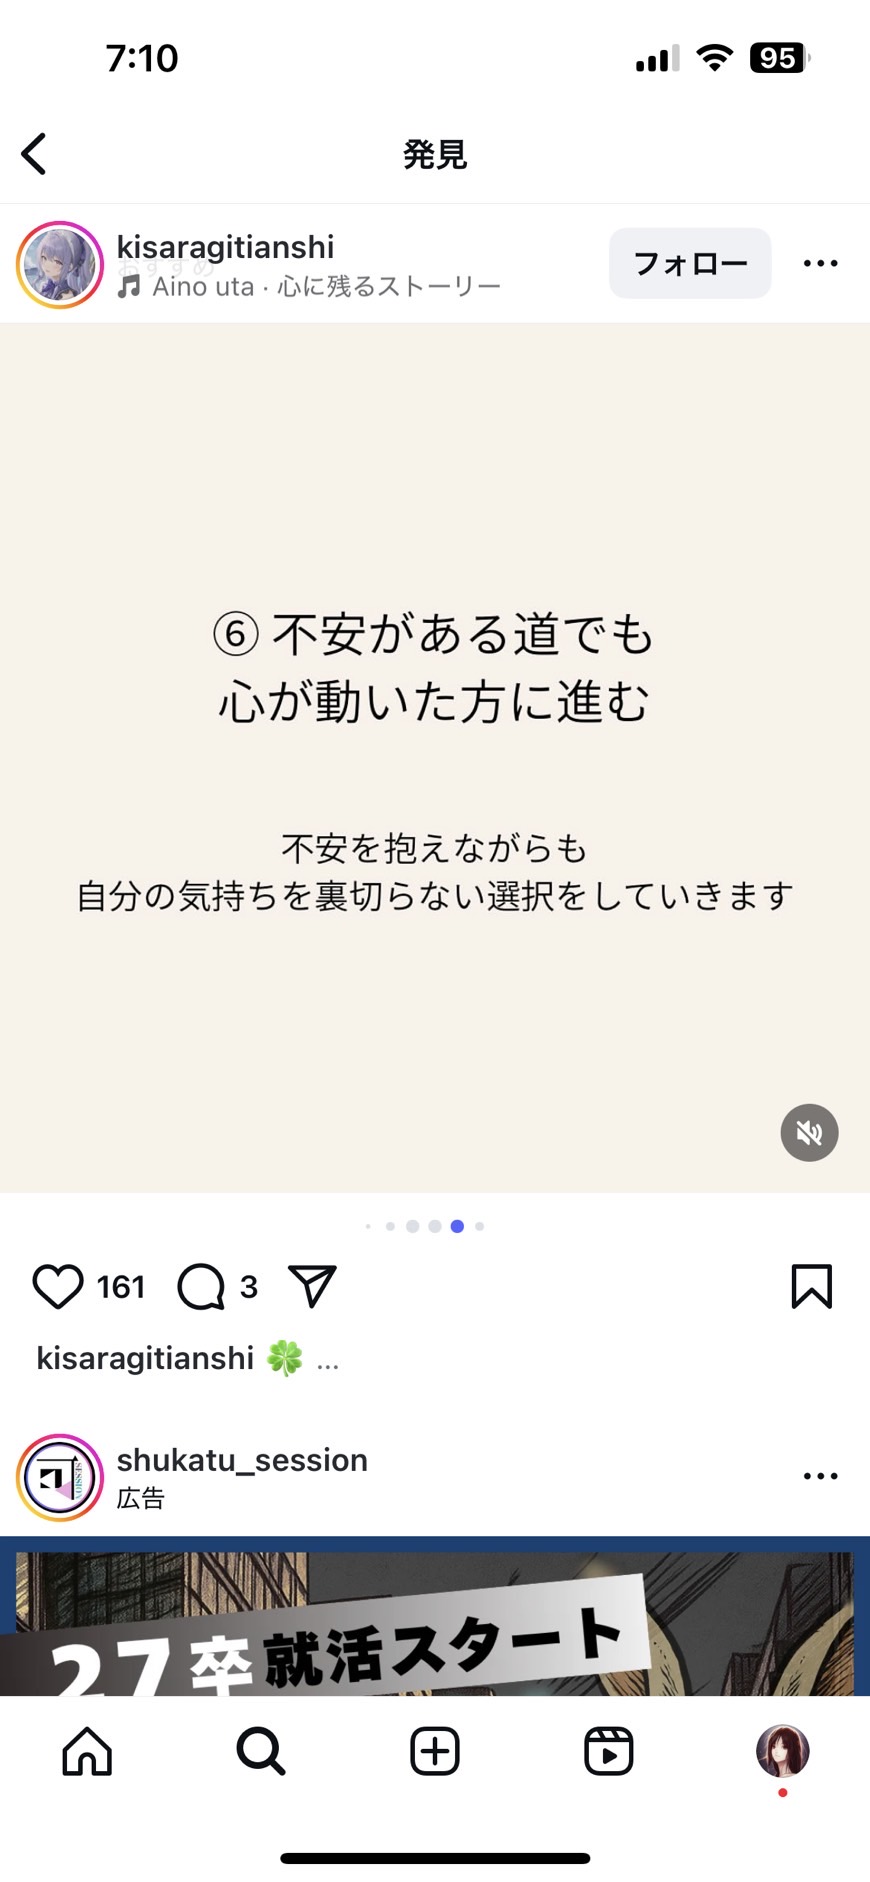 7:10
95
発見
kisaragitianshi
おすすめ
Aino uta · 心に残るストーリー
フォロー
⑥ 不安がある道でも
心が動いた方に進む
不安を抱えながらも
自分の気持ちを裏切らない選択をしていきます
161
3
kisaragitianshi 🍀 ...
shukatu_session
広告
SESSION
27卒就活スタート